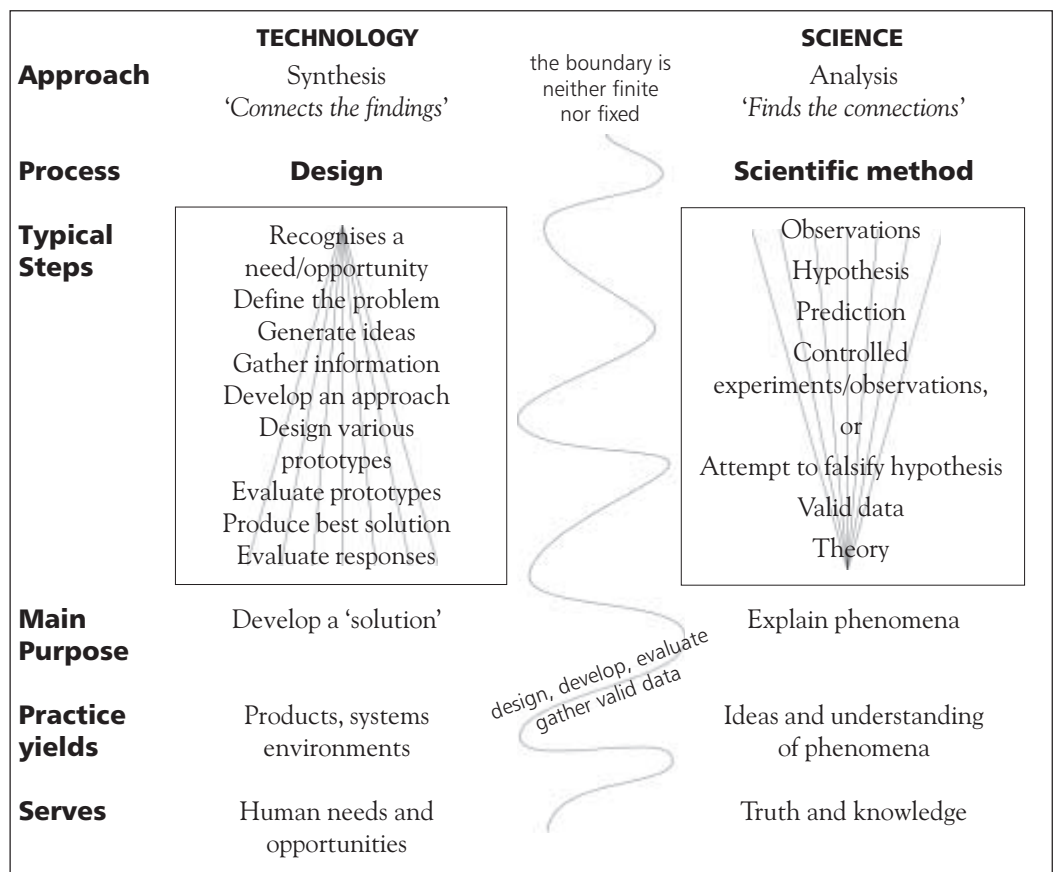 TECHNOLOGY
SCIENCE
Approach
Synthesis
‘Connects the findings’
the boundary is
neither finite
nor fixed
Analysis
‘Finds the connections’
Process
Design
Scientific method
Typical
Steps
Recognises a
need/opportunity
Define the problem
Generate ideas
Gather information
Develop an approach
Design various
prototypes
Evaluate prototypes
Produce best solution
Evaluate responses
Observations
Hypothesis
Prediction
Controlled
experiments/observations,
or
Attempt to falsify hypothesis
Valid data
Theory
Main
Purpose
Develop a ‘solution’
Explain phenomena
design, develop, evaluate
gather valid data
Practice
yields
Products, systems
environments
Ideas and understanding
of phenomena
Serves
Human needs and
opportunities
Truth and knowledge